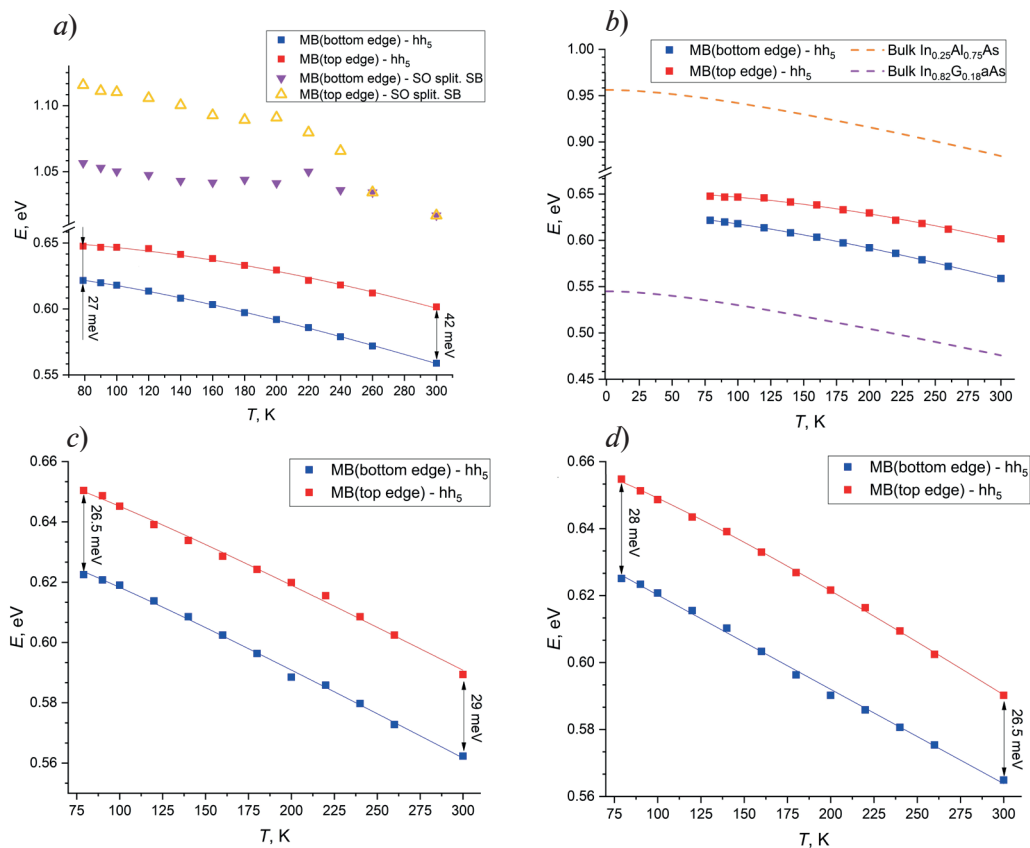 a)
MB(bottom edge) - hh5
MB(top edge) - hh5
MB(bottom edge) - SO split. SB
MB(top edge) - SO split. SB
E, eV
1.10
1.05
0.65
0.60
0.55
27 meV
42 meV
80 100 120 140 160 180 200 220 240 260 280 300
T, K
b)
MB(bottom edge) - hh5
MB(top edge) - hh5
Bulk In0.25Al0.75As
Bulk In0.82G0.18aAs
E, eV
1.00
0.95
0.90
0.65
0.60
0.55
0.50
0.45
0 25 50 75 100 125 150 175 200 225 250 275 300
T, K
c)
MB(bottom edge) - hh5
MB(top edge) - hh5
E, eV
0.66
0.64
0.62
0.60
0.58
0.56
26.5 meV
29 meV
75 100 125 150 175 200 225 250 275 300
T, K
d)
MB(bottom edge) - hh5
MB(top edge) - hh5
E, eV
0.66
0.64
0.62
0.60
0.58
0.56
28 meV
26.5 meV
75 100 125 150 175 200 225 250 275 300
T, K